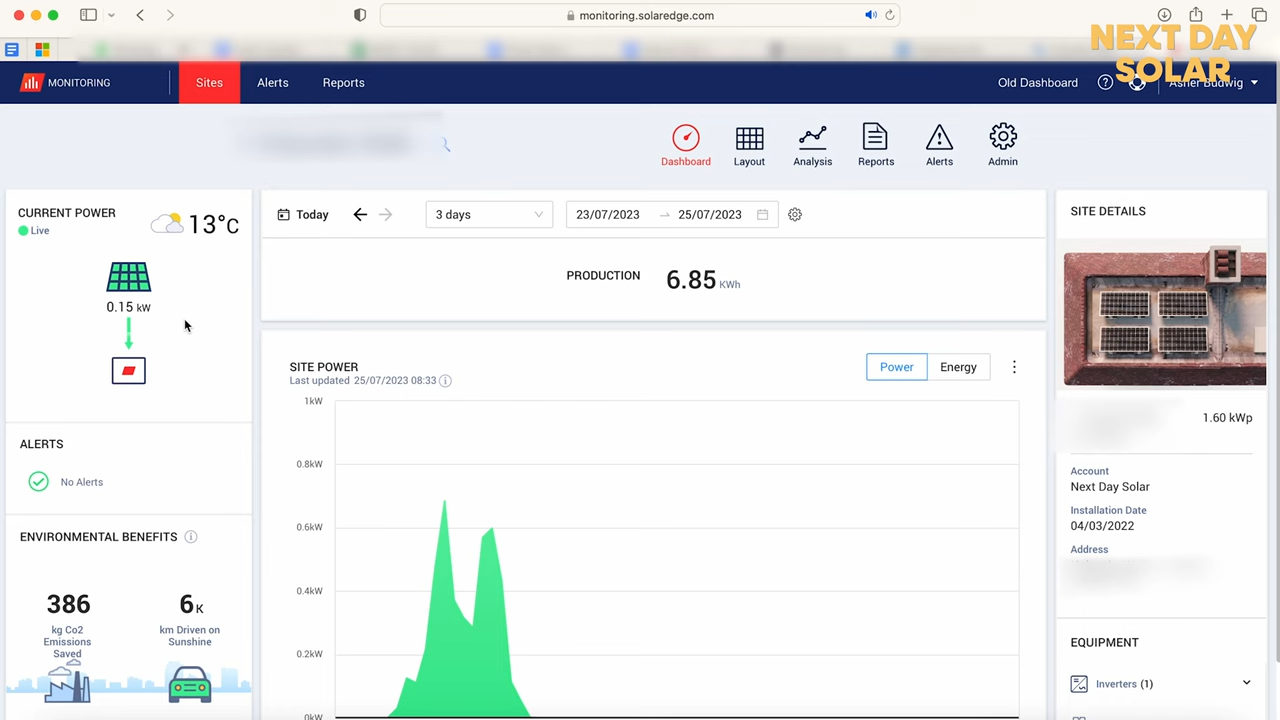 monitoring.solaredge.com
NEXT DAY
SOLAR
MONITORING
Sites
Alerts
Reports
Old Dashboard
Asher Budwig
Dashboard
Layout
Analysis
Reports
Alerts
Admin
CURRENT POWER
Live
13°C
0.15 kW
ALERTS
No Alerts
ENVIRONMENTAL BENEFITS
386
kg Co2
Emissions
Saved
6K
km Driven on
Sunshine
Today
3 days
23/07/2023 → 25/07/2023
PRODUCTION 6.85 KWh
SITE POWER
Last updated 25/07/2023 08:33
Power
Energy
1kW
0.8kW
0.6kW
0.4kW
0.2kW
0kW
SITE DETAILS
1.60 kWp
Account
Next Day Solar
Installation Date
04/03/2022
Address
EQUIPMENT
Inverters (1)